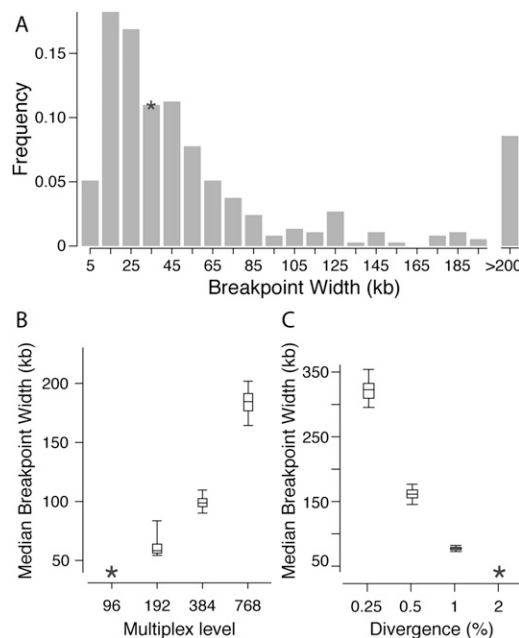 A
0.15
0.10
0.05
0
Frequency
*
5 25 45 65 85 105 125 145 165 185 >200
Breakpoint Width (kb)
B
200
150
100
50
Median Breakpoint Width (kb)
*
96 192 384 768
Multiplex level
C
350
250
150
50
Median Breakpoint Width (kb)
*
0.25 0.5 1 2
Divergence (%)